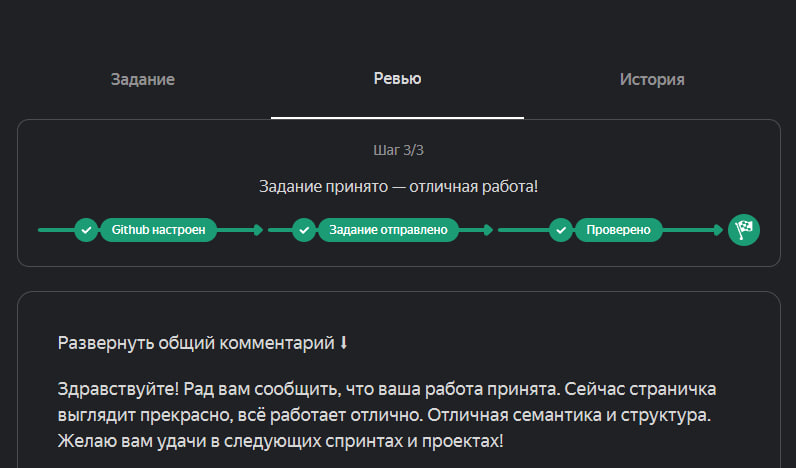 Задание
Ревью
История
Шаг 3/3
Задание принято — отличная работа!
Github настроен
Задание отправлено
Проверено
Развернуть общий комментарий ⬇
Здравствуйте! Рад вам сообщить, что ваша работа принята. Сейчас страничка
выглядит прекрасно, всё работает отлично. Отличная семантика и структура.
Желаю вам удачи в следующих спринтах и проектах!